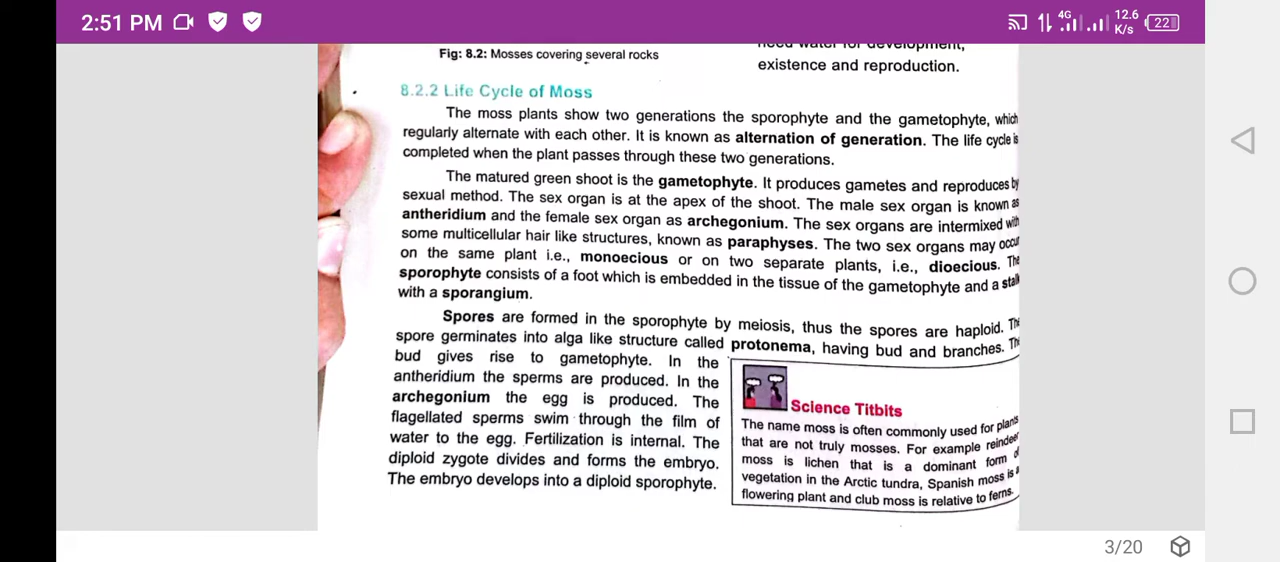 2:51 PM
4G
12.6
K/s
22
Fig: 8.2: Mosses covering several rocks
need water for development,
existence and reproduction.
8.2.2 Life Cycle of Moss
The moss plants show two generations the sporophyte and the gametophyte, which
regularly alternate with each other. It is known as alternation of generation. The life cycle is
completed when the plant passes through these two generations.
The matured green shoot is the gametophyte. It produces gametes and reproduces by
sexual method. The sex organ is at the apex of the shoot. The male sex organ is known as
antheridium and the female sex organ as archegonium. The sex organs are intermixed with
some multicellular hair like structures, known as paraphyses. The two sex organs may occur
on the same plant i.e., monoecious or on two separate plants, i.e., dioecious. The
sporophyte consists of a foot which is embedded in the tissue of the gametophyte and a stalk
with a sporangium.
Spores are formed in the sporophyte by meiosis, thus the spores are haploid. The
spore germinates into alga like structure called protonema, having bud and branches. The
bud gives rise to gametophyte. In the
antheridium the sperms are produced. In the
archegonium the egg is produced. The
flagellated sperms swim through the film of
water to the egg. Fertilization is internal. The
diploid zygote divides and forms the embryo.
The embryo develops into a diploid sporophyte.
Science Titbits
The name moss is often commonly used for plants
that are not truly mosses. For example reindeer
moss is lichen that is a dominant form of
vegetation in the Arctic tundra, Spanish moss is a
flowering plant and club moss is relative to ferns.
3/20